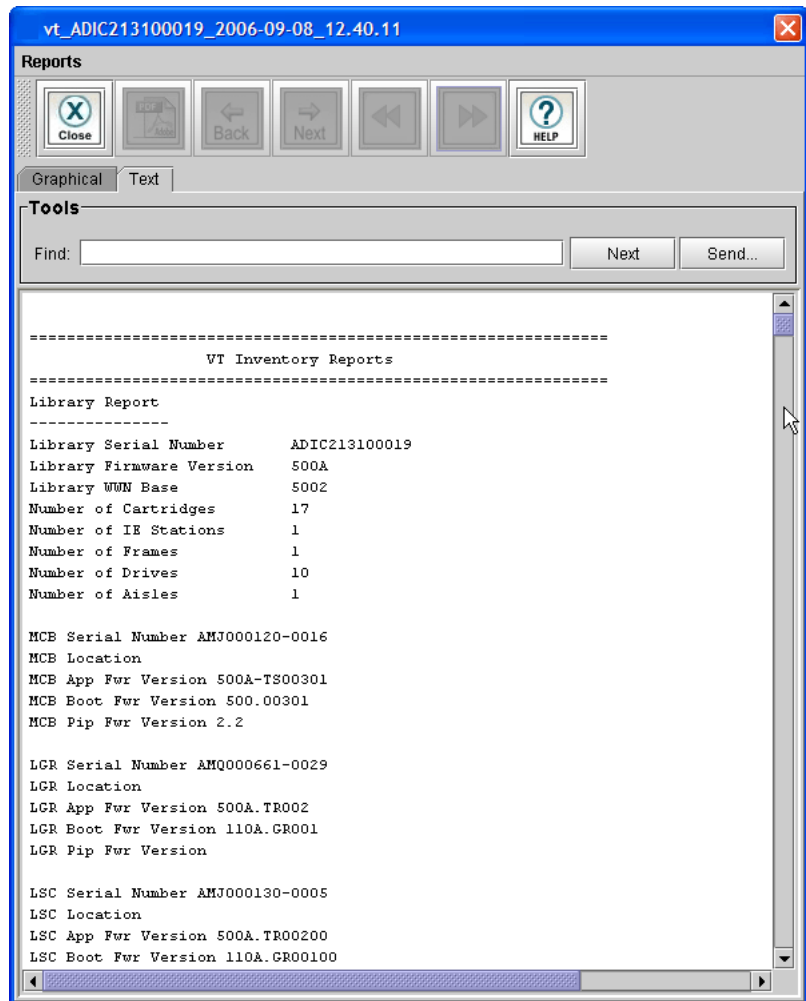 vt_ADIC213100019_2006-09-08_12.40.11
Reports
Close
PDF
Adobe
Back
Next
HELP
Graphical Text
Tools
Find: Next Send...
==============================================================
VT Inventory Reports
==============================================================
Library Report
---------------
Library Serial Number ADIC213100019
Library Firmware Version 500A
Library WWN Base 5002
Number of Cartridges 17
Number of IE Stations 1
Number of Frames 1
Number of Drives 10
Number of Aisles 1
MCB Serial Number AMJ000120-0016
MCB Location
MCB App Fwr Version 500A-TS00301
MCB Boot Fwr Version 500.00301
MCB Pip Fwr Version 2.2
LGR Serial Number AMQ000661-0029
LGR Location
LGR App Fwr Version 500A.TR002
LGR Boot Fwr Version 110A.GR001
LGR Pip Fwr Version
LSC Serial Number AMJ000130-0005
LSC Location
LSC App Fwr Version 500A.TR00200
LSC Boot Fwr Version 110A.GR00100